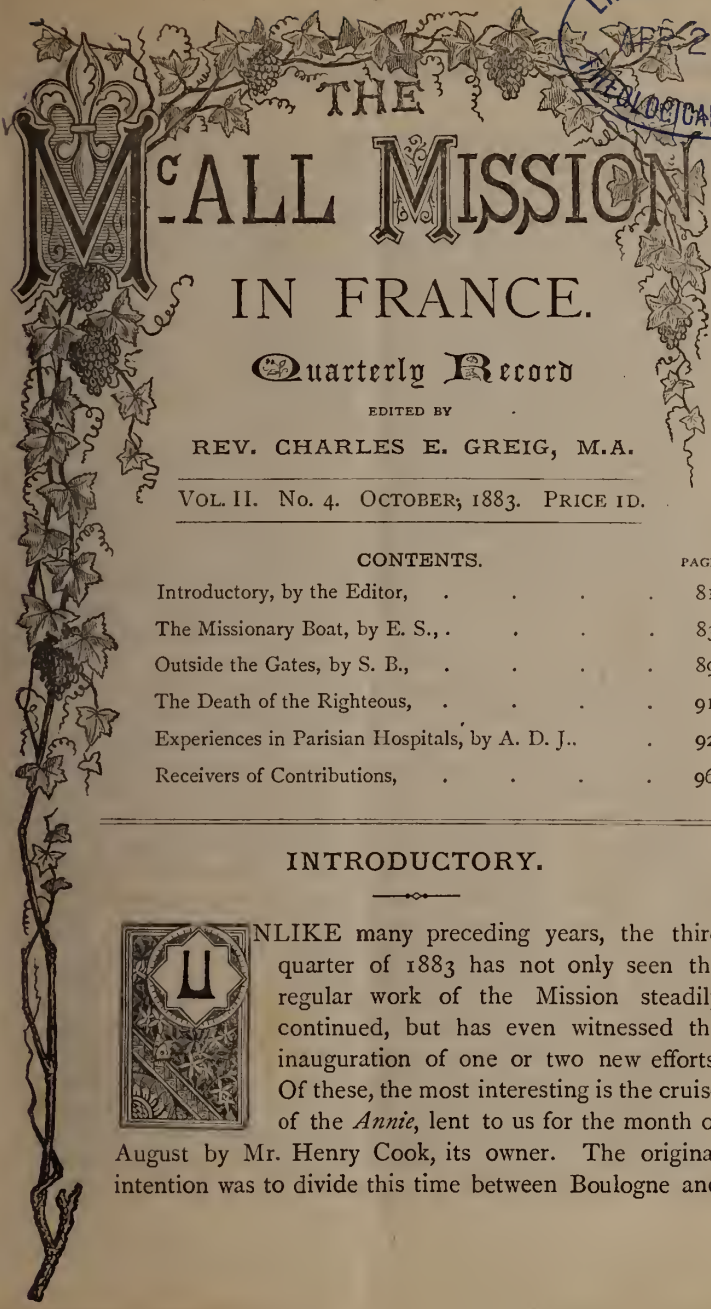 THE
McALL MISSION
IN FRANCE.
Quarterly Record
EDITED BY
REV. CHARLES E. GREIG, M.A.
VOL. II. No. 4. OCTOBER, 1883. PRICE 1D.
CONTENTS.
Introductory, by the Editor, . . . .
The Missionary Boat, by E. S., . . . .
Outside the Gates, by S. B., . . . .
The Death of the Righteous, . . . . 91
Experiences in Parisian Hospitals, by A. D. J.. . 92
Receivers of Contributions, . . . .
INTRODUCTORY.
UNLIKE many preceding years, the
quarter of 1883 has not only seen
regular work of the Mission
continued, but has even witnessed
inauguration of one or two new efforts
Of these, the most interesting is the
of the Annie, lent to us for the month
August by Mr. Henry Cook, its owner. The
intention was to divide this time between Boulogne